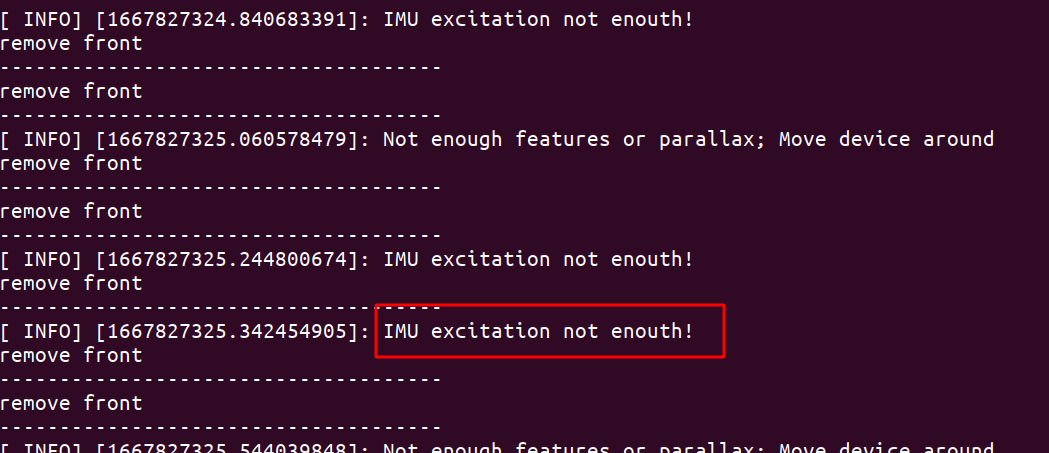 [ INFO] [1667827324.840683391]: IMU excitation not enouth!
remove front
-------------------------------------
remove front
-------------------------------------
[ INFO] [1667827325.060578479]: Not enough features or parallax; Move device around
remove front
-------------------------------------
remove front
-------------------------------------
[ INFO] [1667827325.244800674]: IMU excitation not enouth!
remove front
-------------------------------------
[ INFO] [1667827325.342454905]: IMU excitation not enouth!
remove front
-------------------------------------
remove front
-------------------------------------
[ INFO] [1667827325.544039848]: Not enough features or parallax; Move device around